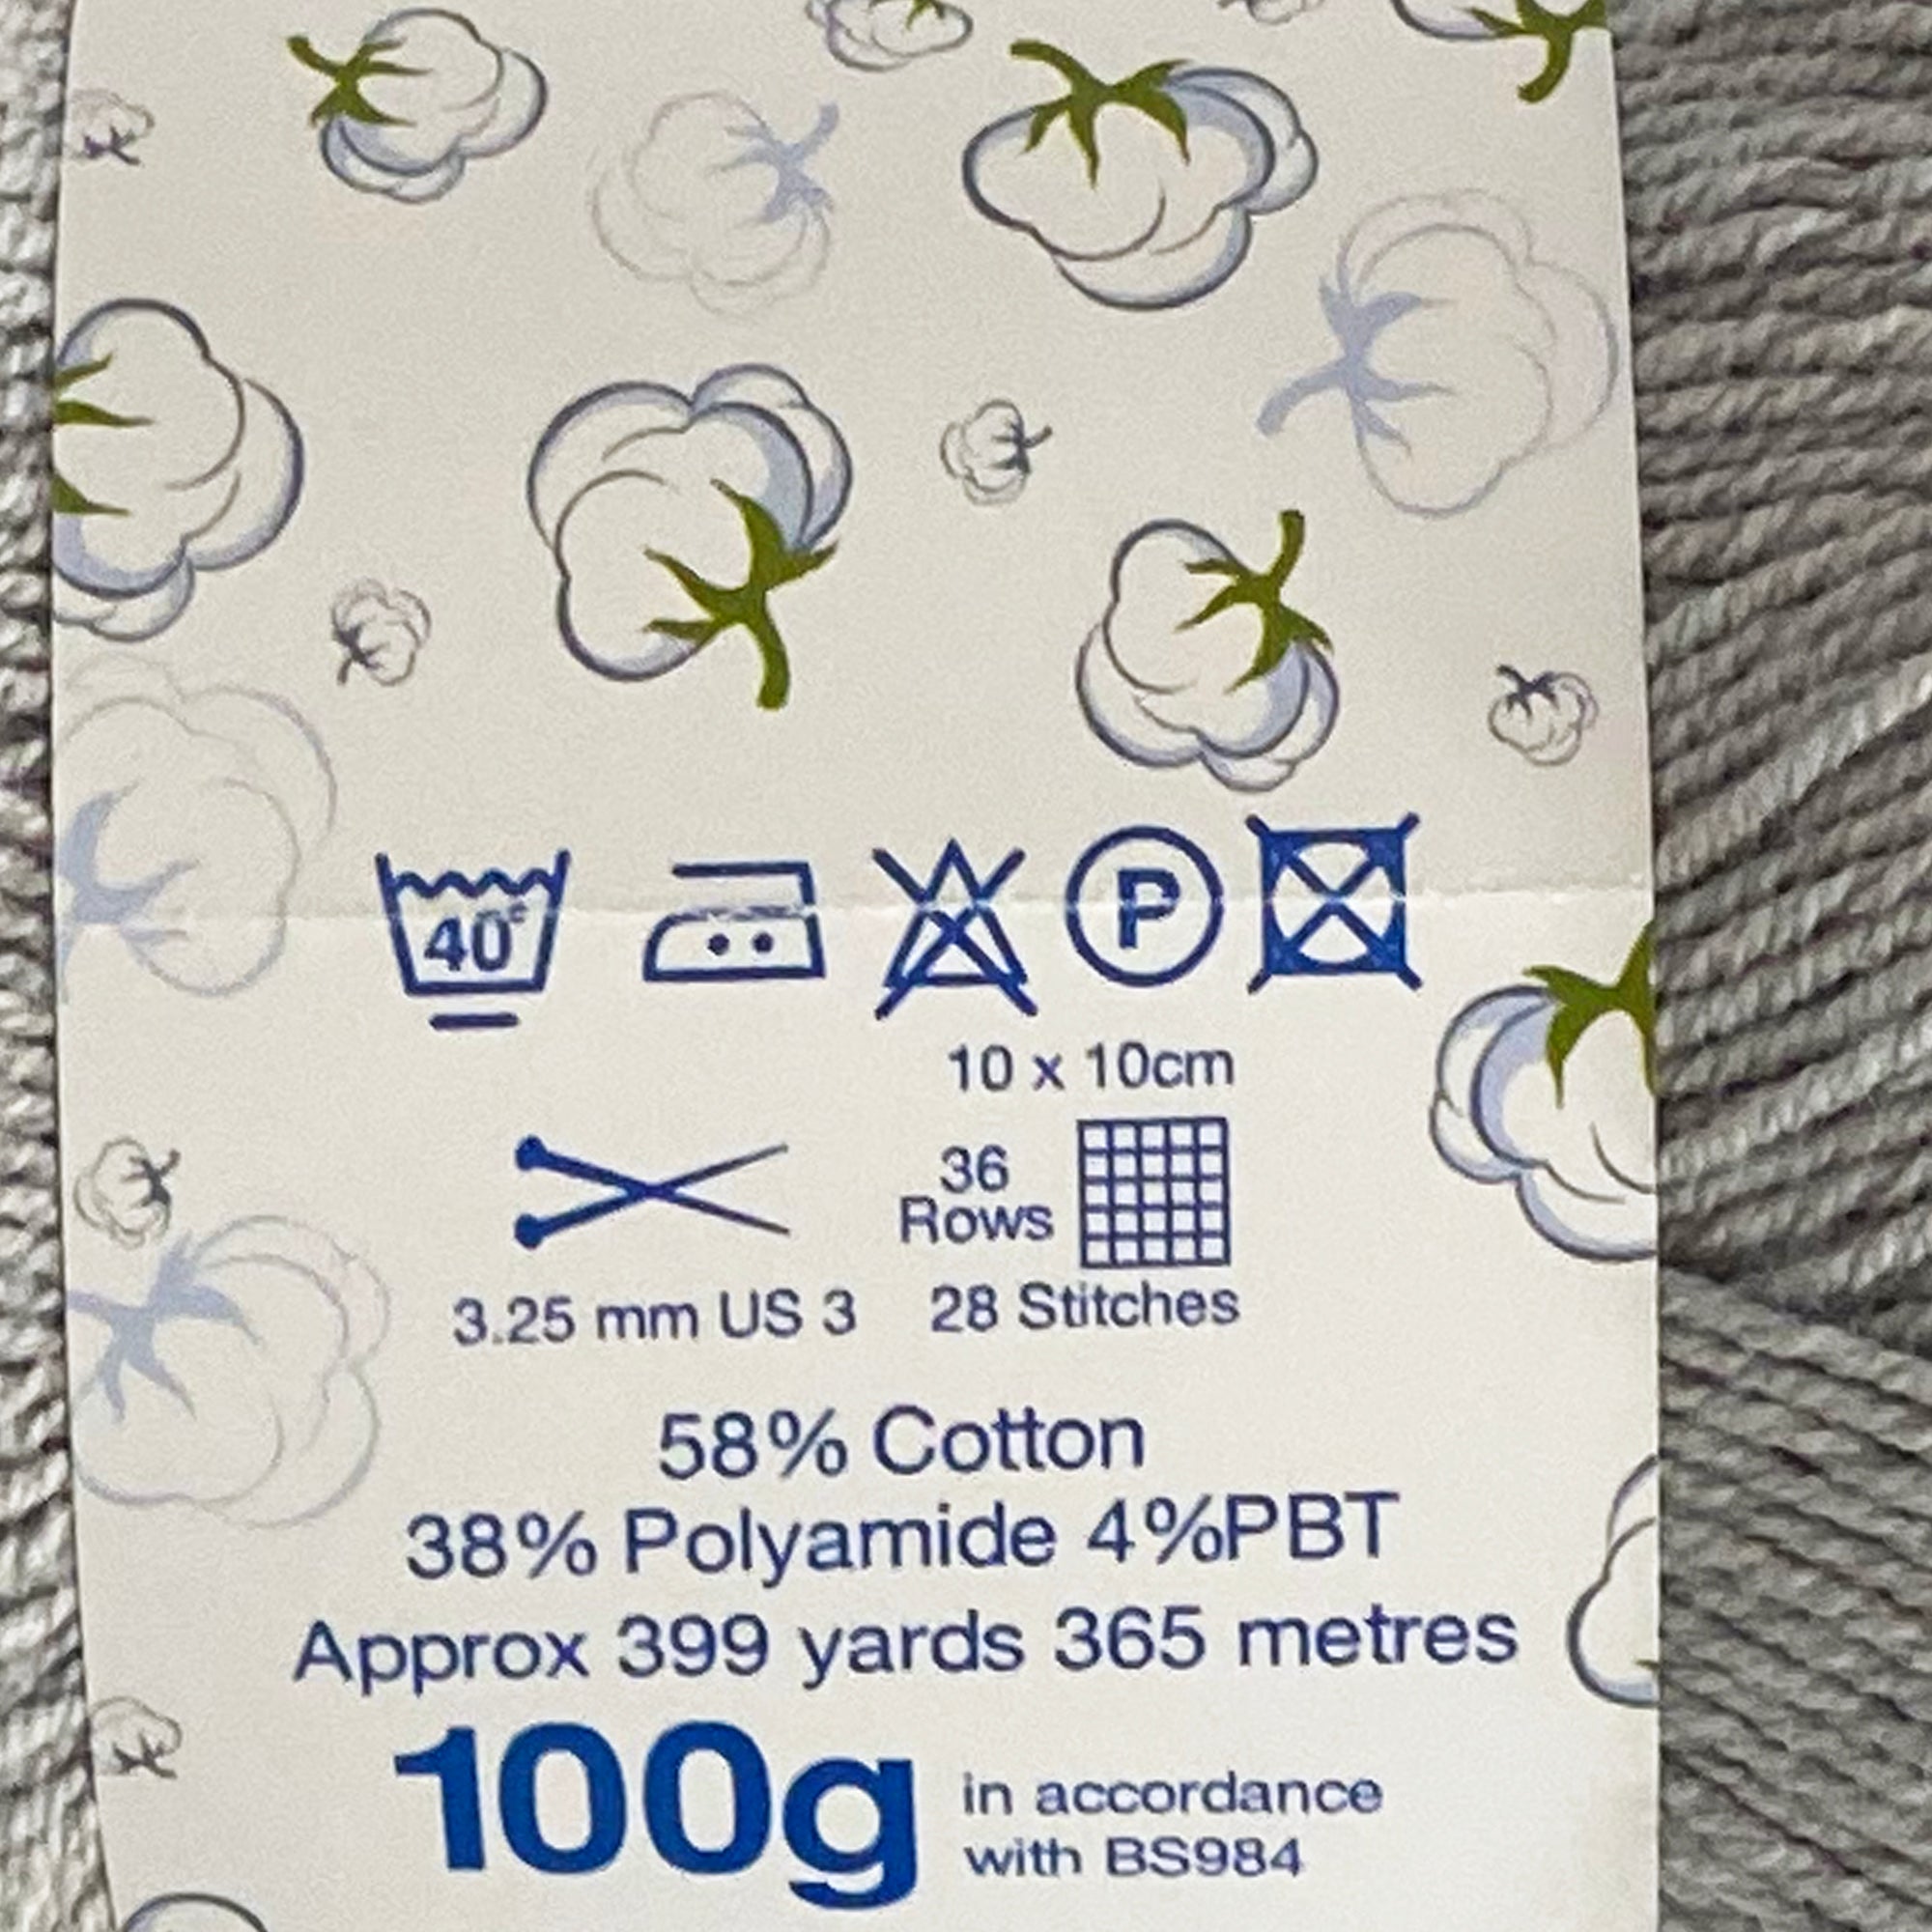 40°
P
10 x 10cm
36
Rows
3.25 mm US 3
28 Stitches
58% Cotton
38% Polyamide 4%PBT
Approx 399 yards 365 metres
100g
in accordance
with BS984